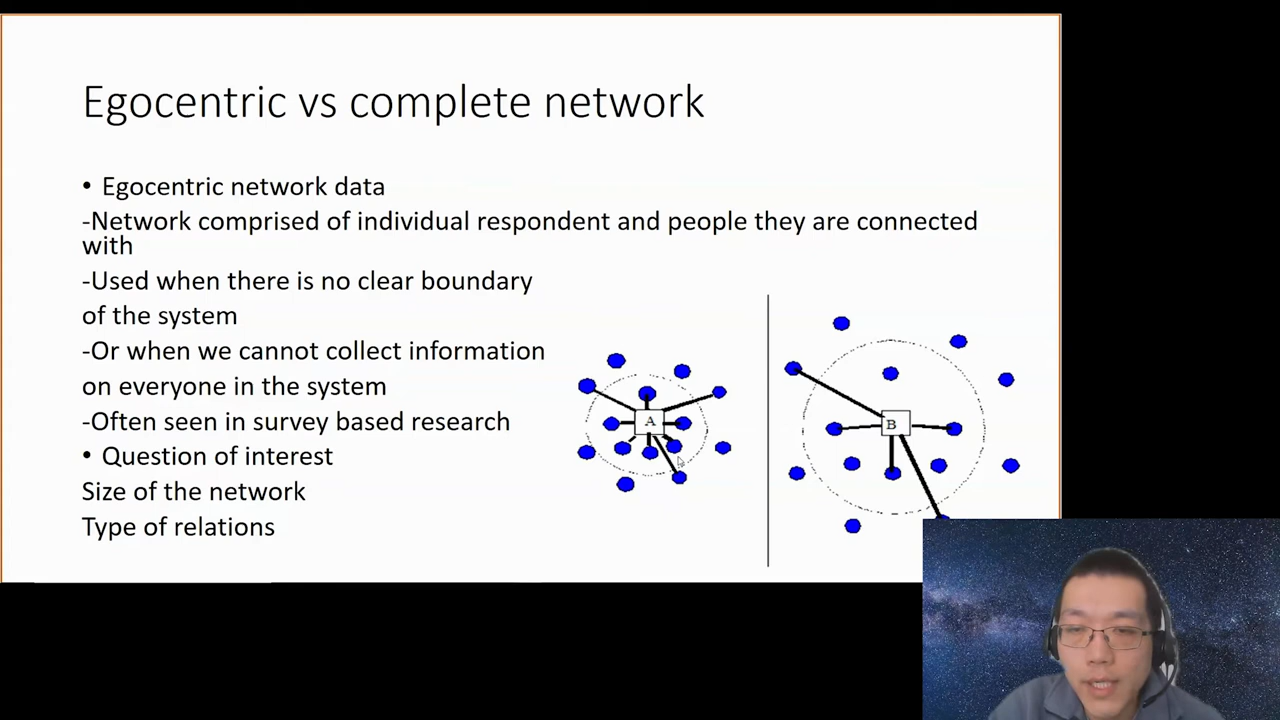 Egocentric vs complete network
• Egocentric network data
-Network comprised of individual respondent and people they are connected
with
-Used when there is no clear boundary
of the system
-Or when we cannot collect information
on everyone in the system
-Often seen in survey based research
• Question of interest
Size of the network
Type of relations
A
B